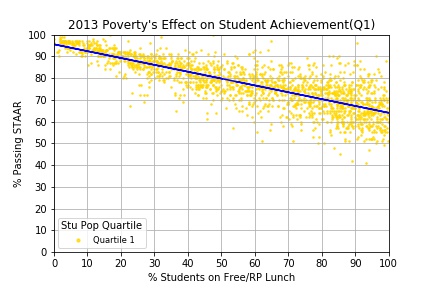 2013 Poverty's Effect on Student Achievement(Q1)
100
90
80
70
60
50
40
30
20
10
0
% Passing STAAR
Stu Pop Quartile
Quartile 1
0 10 20 30 40 50 60 70 80 90 100
% Students on Free/RP Lunch